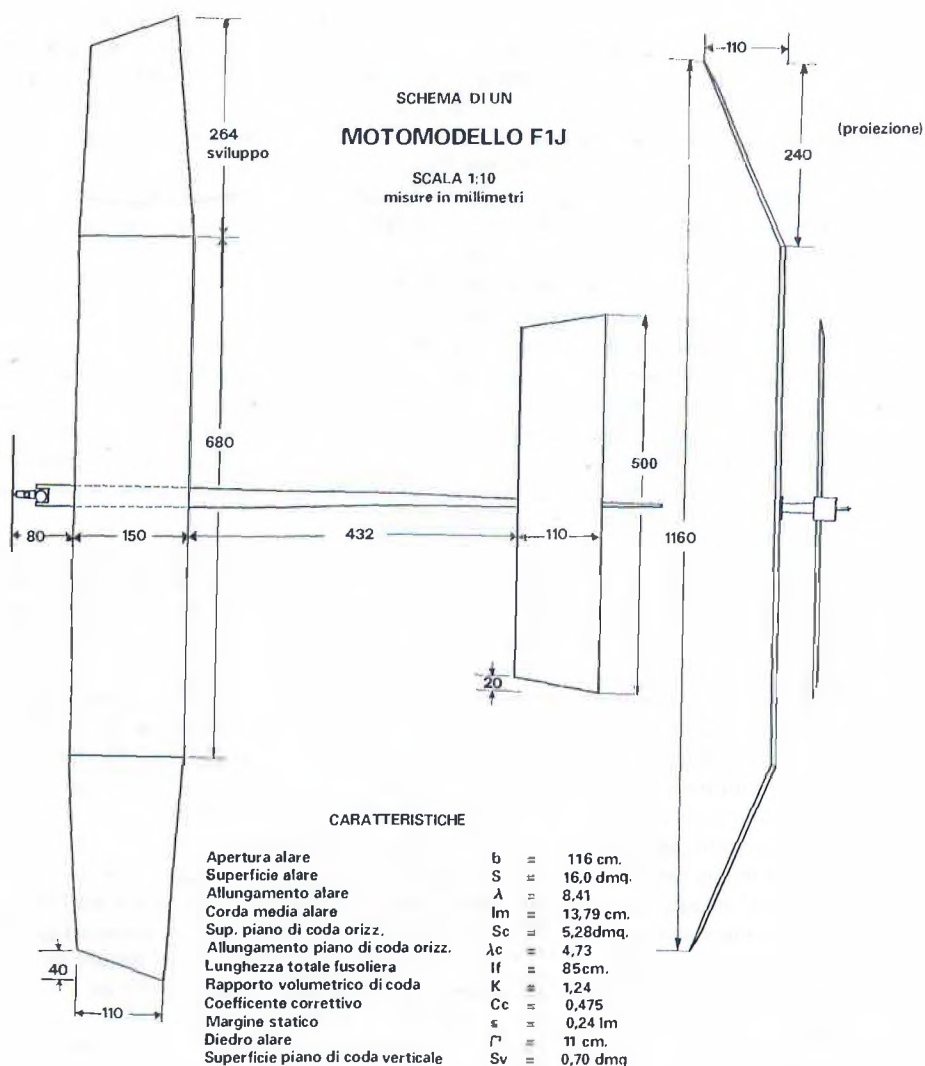 110
SCHEMA DI UN
MOTOMODELLO F1J
SCALA 1:10
misure in millimetri
264
sviluppo
(proiezione)
240
680
500
80
150
432
110
1160
20
40
110
CARATTERISTICHE
Apertura alare b = 116 cm.
Superficie alare S = 16,0 dmq.
Allungamento alare λ = 8,41
Corda media alare lm = 13,79 cm.
Sup. piano di coda orizz. Sc = 5,28dmq.
Allungamento piano di coda orizz. λc = 4,73
Lunghezza totale fusoliera lf = 85cm.
Rapporto volumetrico di coda K = 1,24
Coefficente correttivo Cc = 0,475
Margine statico ε = 0,24 lm
Diedro alare Γ = 11 cm.
Superficie piano di coda verticale Sv = 0,70 dmq